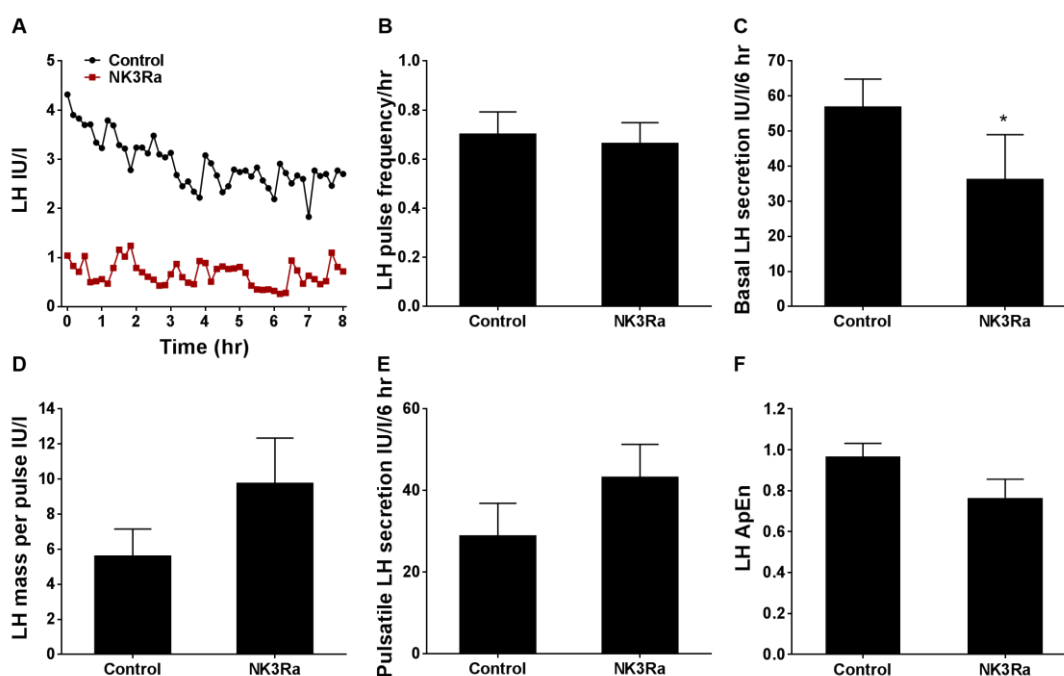 A
Control
NK3Ra
LH IU/l
5
4
3
2
1
0
0 1 2 3 4 5 6 7 8
Time (hr)
B
LH pulse frequency/hr
1.0
0.8
0.6
0.4
0.2
0.0
Control NK3Ra
C
Basal LH secretion IU/l/6 hr
70
60
50
40
30
20
10
0
*
Control NK3Ra
D
LH mass per pulse IU/l
14
12
10
8
6
4
2
0
Control NK3Ra
E
Pulsatile LH secretion IU/l/6 hr
60
40
20
0
Control NK3Ra
F
LH ApEn
1.2
1.0
0.8
0.6
0.4
0.2
0.0
Control NK3Ra